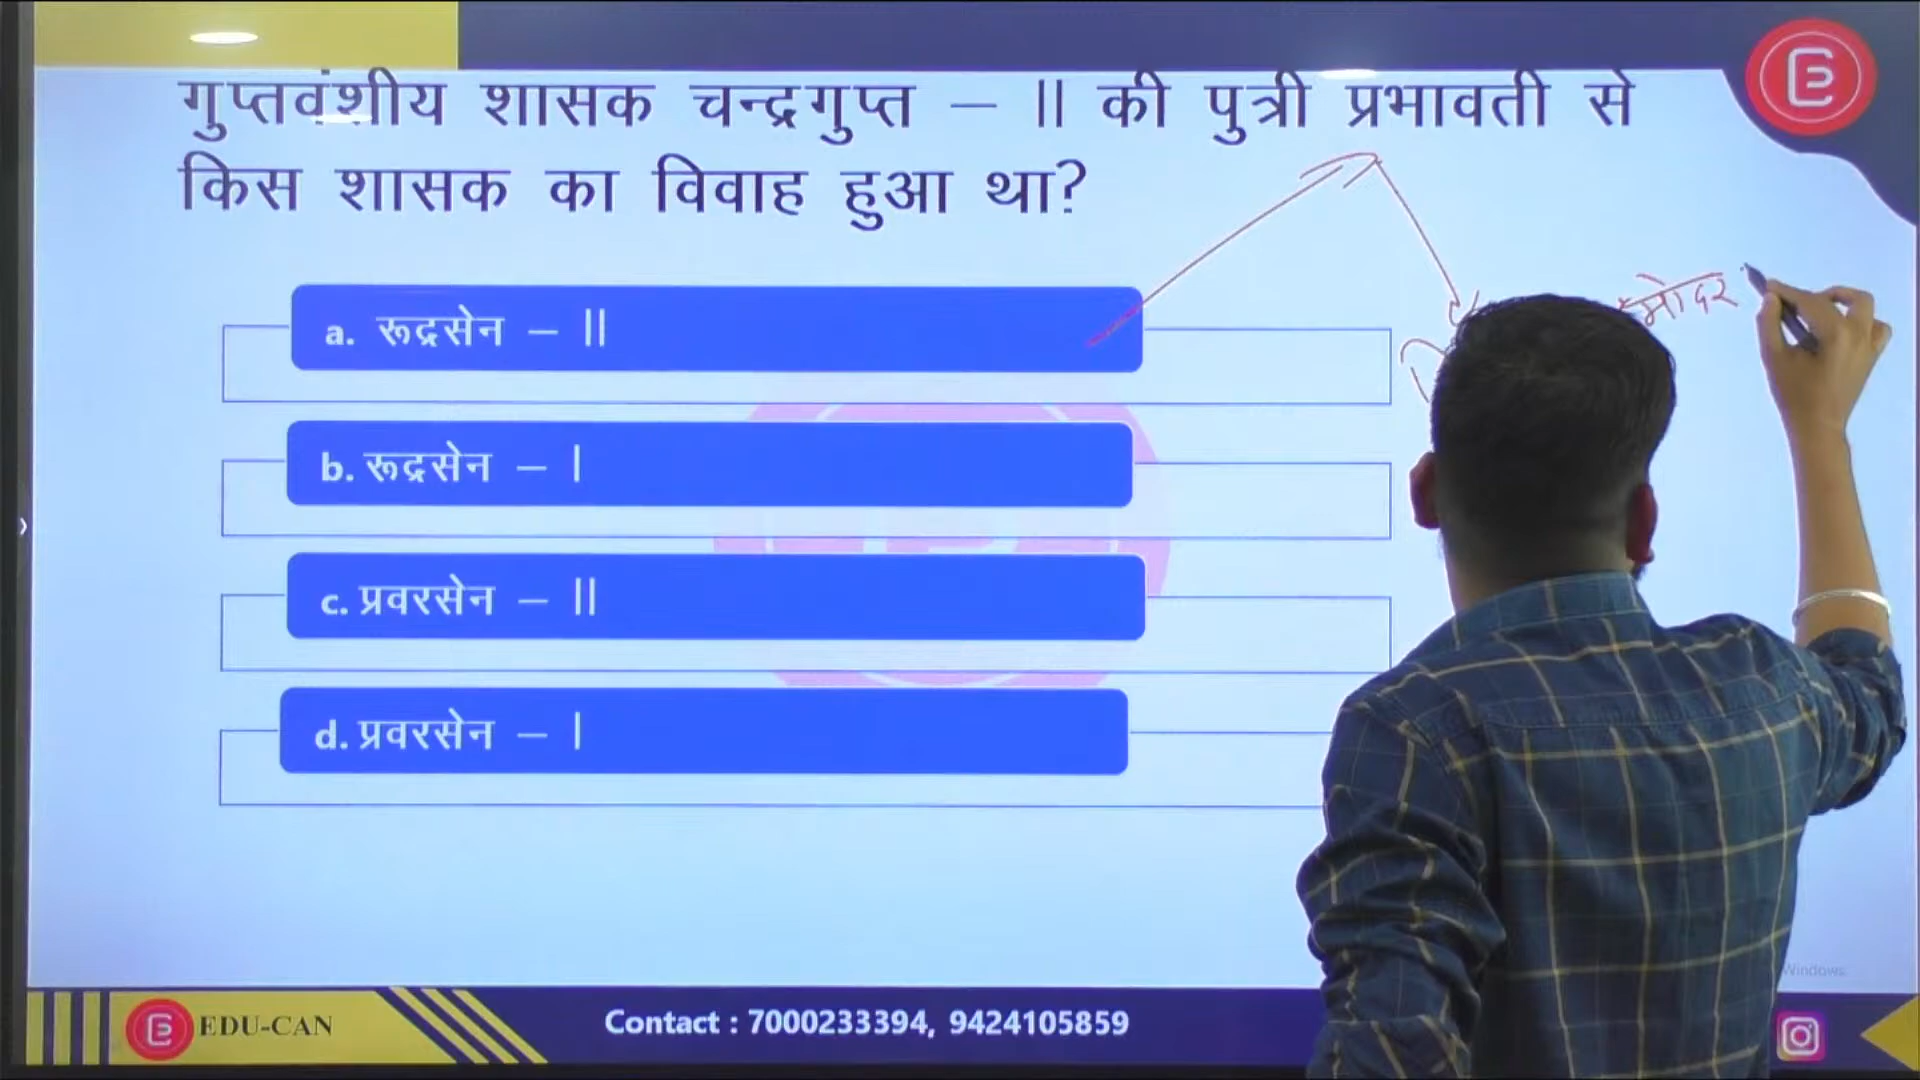 गुप्तवंशीय शासक चन्द्रगुप्त – II की पुत्री प्रभावती से
किस शासक का विवाह हुआ था?
a. रूद्रसेन – II
b. रूद्रसेन – I
c. प्रवरसेन – II
d. प्रवरसेन – I
Windows
EDU-CAN
Contact : 7000233394, 9424105859